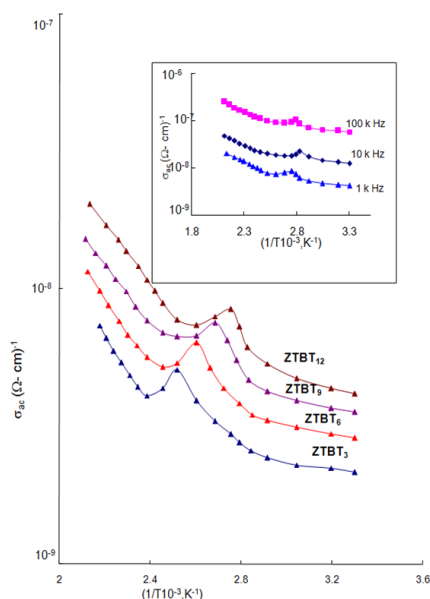 10⁻⁷
10⁻⁶
10⁻⁷
10⁻⁸
10⁻⁹
σac (Ω- cm)⁻¹
100 k Hz
10 k Hz
1 k Hz
1.8 2.3 2.8 3.3
(1/T10⁻³,K⁻¹)
10⁻⁸
σac (Ω- cm)⁻¹
ZTBT₁₂
ZTBT₉
ZTBT₆
ZTBT₃
10⁻⁹
2 2.4 2.8 3.2 3.6
(1/T10⁻³,K⁻¹)